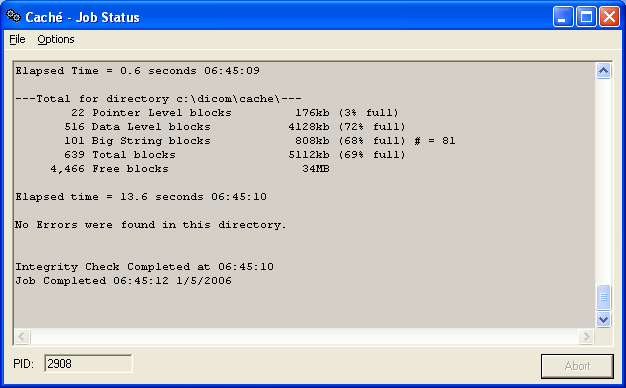 Caché - Job Status
File Options
Elapsed Time = 0.6 seconds 06:45:09
---Total for directory c:\dicom\cache\---
22 Pointer Level blocks 176kb (3% full)
516 Data Level blocks 4128kb (72% full)
101 Big String blocks 808kb (68% full) # = 81
639 Total blocks 5112kb (69% full)
4,466 Free blocks 34MB
Elapsed time = 13.6 seconds 06:45:10
No Errors were found in this directory.
Integrity Check Completed at 06:45:10
Job Completed 06:45:12 1/5/2006
PID: 2908
Abort